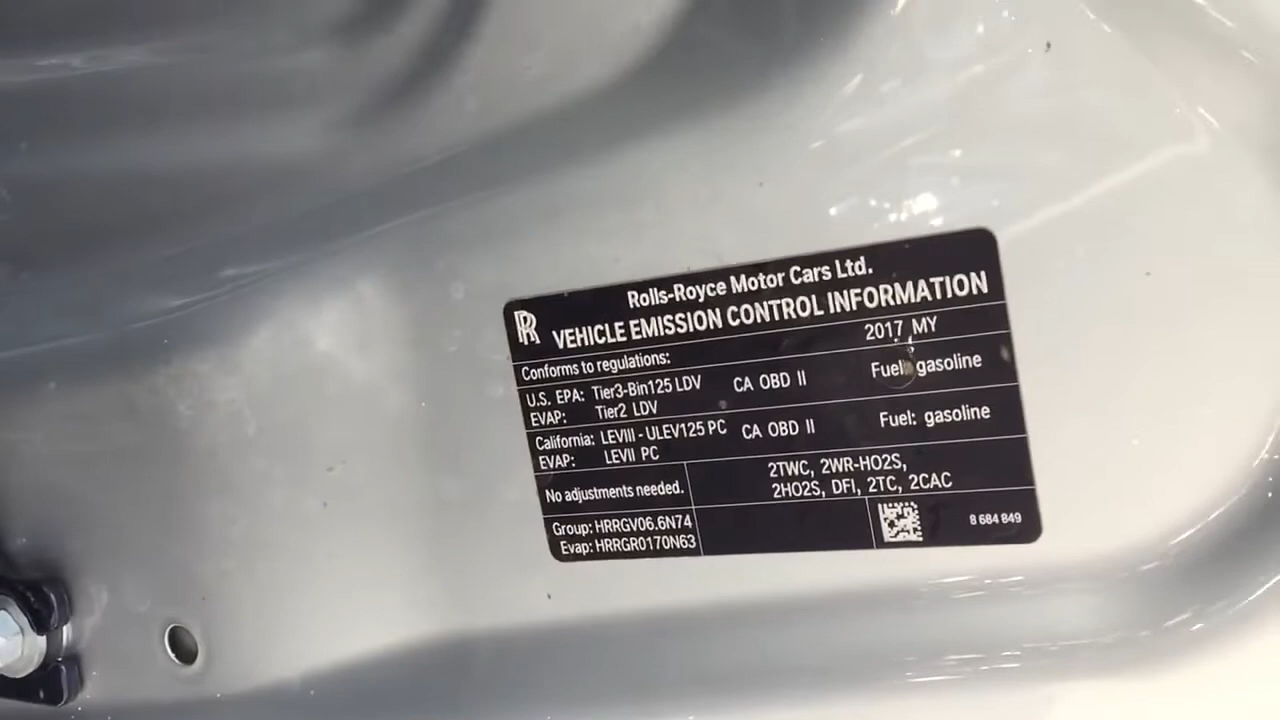 Rolls-Royce Motor Cars Ltd.
RR VEHICLE EMISSION CONTROL INFORMATION
Conforms to regulations: 2017 MY
U.S. EPA: Tier3-Bin125 LDV CA OBD II Fuel: gasoline
EVAP: Tier2 LDV
California: LEVIII - ULEV125 PC CA OBD II Fuel: gasoline
EVAP: LEVII PC
No adjustments needed. 2TWC, 2WR-HO2S,
2HO2S, DFI, 2TC, 2CAC
Group: HRRGV06.6N74
Evap: HRRGR0170N63
8 684 849